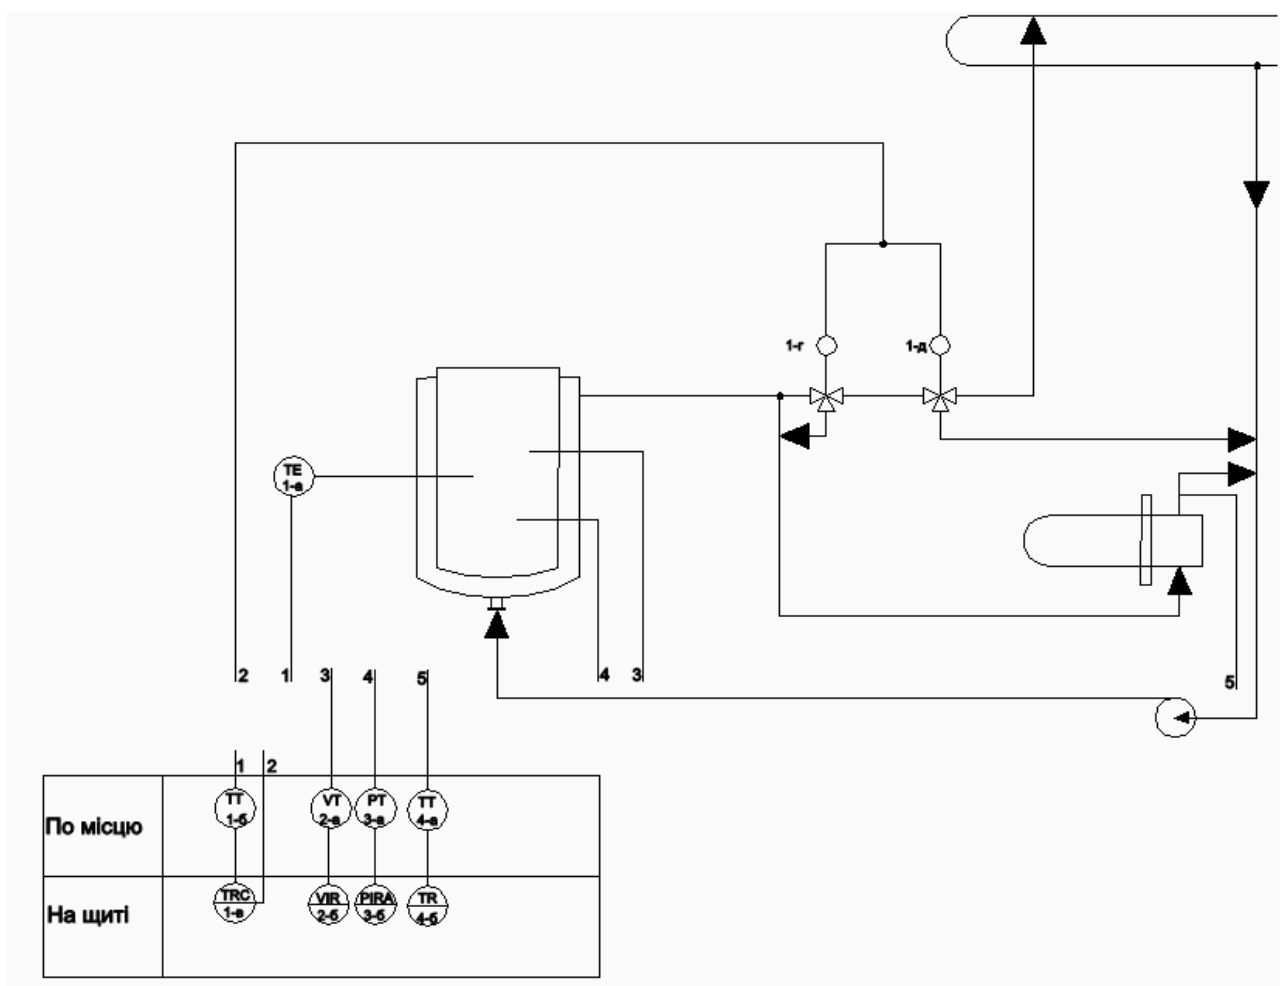 1-г
1-д
TE
1-а
2
1
3
4
5
4
3
5
1
2
По місцю
TT
1-б
VT
2-а
PT
3-а
TT
4-а
На щиті
TRC
1-в
VIR
2-б
PIRA
3-б
TR
4-б